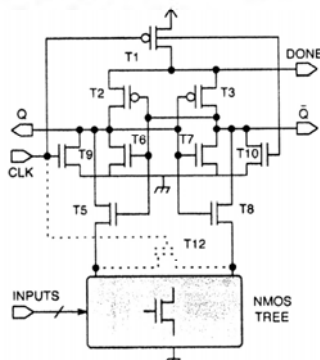 T1
DONE
T2
T3
Q
Q̄
T9
T6
T7
T10
CLK
T5
T8
T12
INPUTS
NMOS
TREE